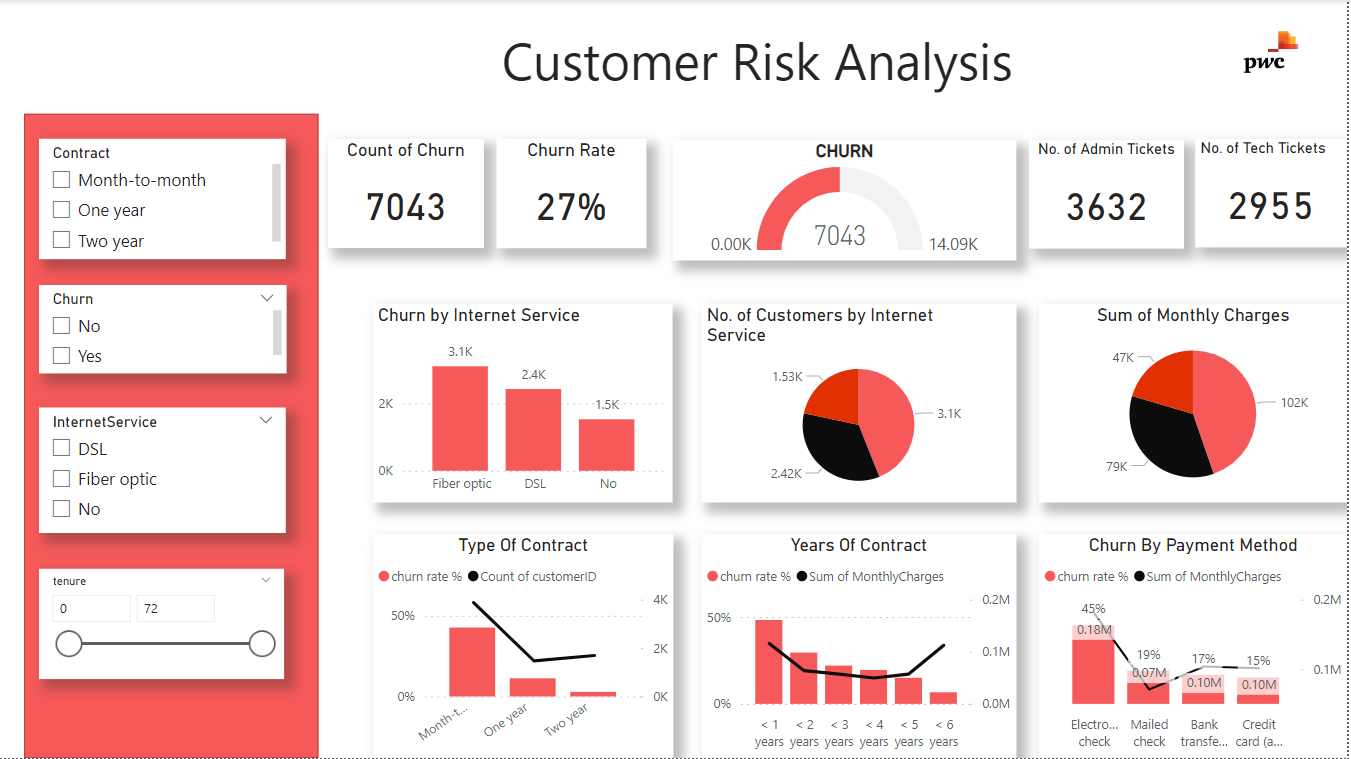 Customer Risk Analysis
pwc
Contract
Month-to-month
One year
Two year
Churn
No
Yes
InternetService
DSL
Fiber optic
No
tenure
0
72
Count of Churn
7043
Churn Rate
27%
CHURN
7043
0.00K
14.09K
No. of Admin Tickets
3632
No. of Tech Tickets
2955
Churn by Internet Service
3.1K
2.4K
1.5K
2K
0K
Fiber optic
DSL
No
No. of Customers by Internet
Service
1.53K
3.1K
2.42K
Sum of Monthly Charges
47K
102K
79K
Type Of Contract
churn rate % Count of customerID
50%
0%
4K
2K
0K
Month-t...
One year
Two year
Years Of Contract
churn rate % Sum of MonthlyCharges
50%
0%
0.2M
0.1M
0.0M
< 1 years
< 2 years
< 3 years
< 4 years
< 5 years
< 6 years
Churn By Payment Method
churn rate % Sum of MonthlyCharges
45%
0.18M
19%
0.07M
17%
0.10M
15%
0.10M
0.2M
0.1M
Electro... check
Mailed check
Bank transfe...
Credit card (a...